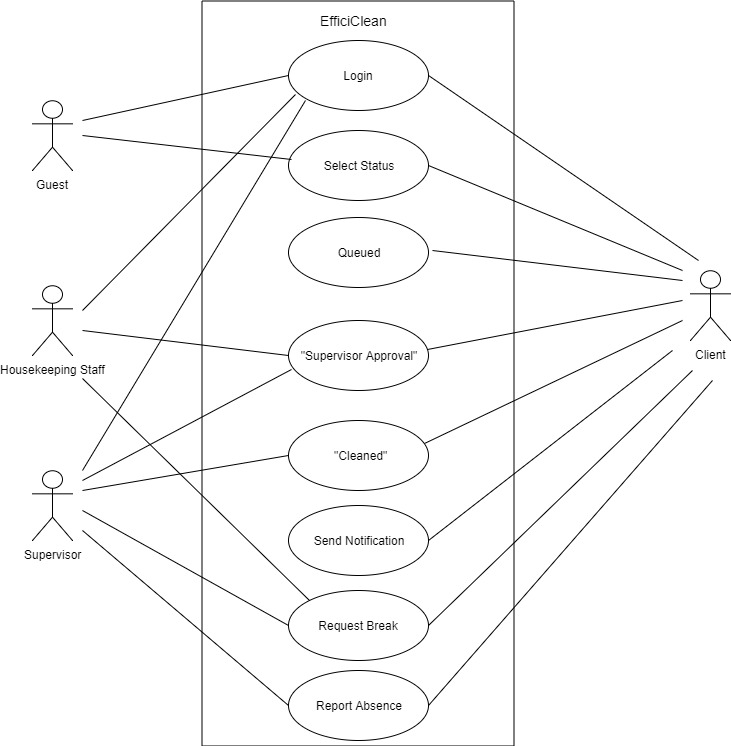 EfficiClean
Login
Select Status
Guest
Queued
Housekeeping Staff
"Supervisor Approval"
Client
"Cleaned"
Supervisor
Send Notification
Request Break
Report Absence